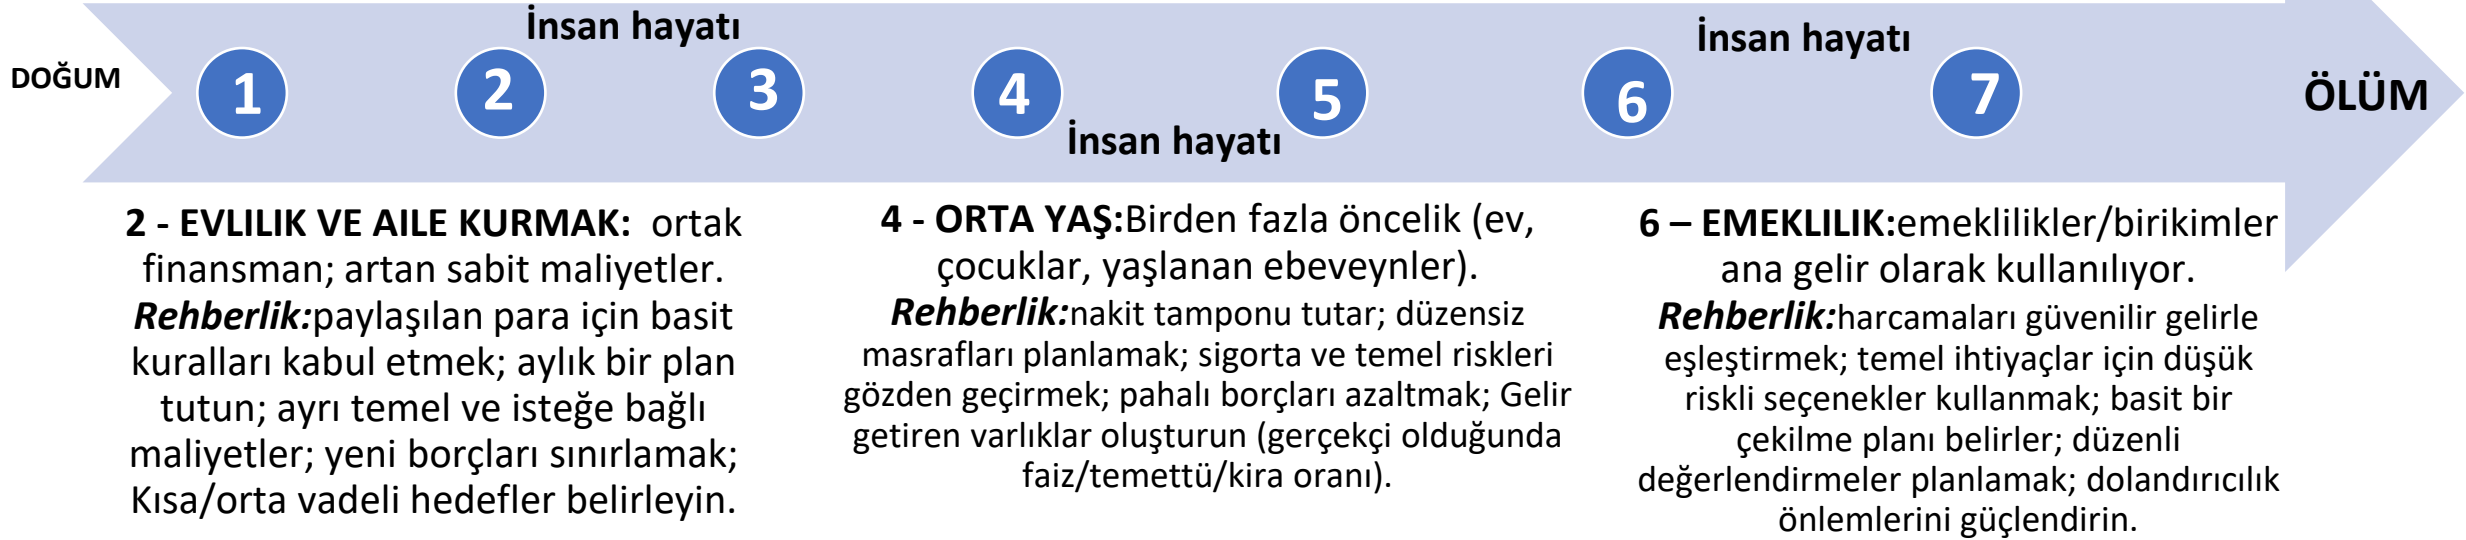 İnsan hayatı
İnsan hayatı
DOĞUM
1
2
3
4
5
6
7
ÖLÜM
İnsan hayatı
2 - EVLILIK VE AILE KURMAK: ortak
finansman; artan sabit maliyetler.
Rehberlik:paylaşılan para için basit
kuralları kabul etmek; aylık bir plan
tutun; ayrı temel ve isteğe bağlı
maliyetler; yeni borçları sınırlamak;
Kısa/orta vadeli hedefler belirleyin.
4 - ORTA YAŞ:Birden fazla öncelik (ev,
çocuklar, yaşlanan ebeveynler).
Rehberlik:nakit tamponu tutar; düzensiz
masrafları planlamak; sigorta ve temel riskleri
gözden geçirmek; pahalı borçları azaltmak; Gelir
getiren varlıklar oluşturun (gerçekçi olduğunda
faiz/temettü/kira oranı).
6 – EMEKLILIK:emeklilikler/birikimler
ana gelir olarak kullanılıyor.
Rehberlik:harcamaları güvenilir gelirle
eşleştirmek; temel ihtiyaçlar için düşük
riskli seçenekler kullanmak; basit bir
çekilme planı belirler; düzenli
değerlendirmeler planlamak; dolandırıcılık
önlemlerini güçlendirin.